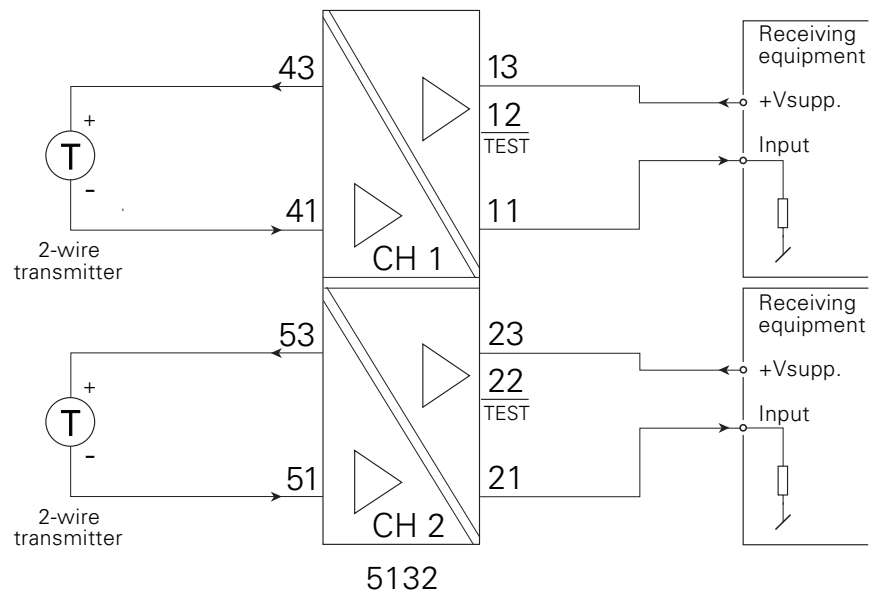 Receiving
equipment
43
13
+Vsupp.
+
12
TEST
Input
T
-
41
11
2-wire
transmitter
CH 1
Receiving
equipment
53
23
+Vsupp.
+
22
TEST
Input
T
-
51
21
2-wire
transmitter
CH 2
5132